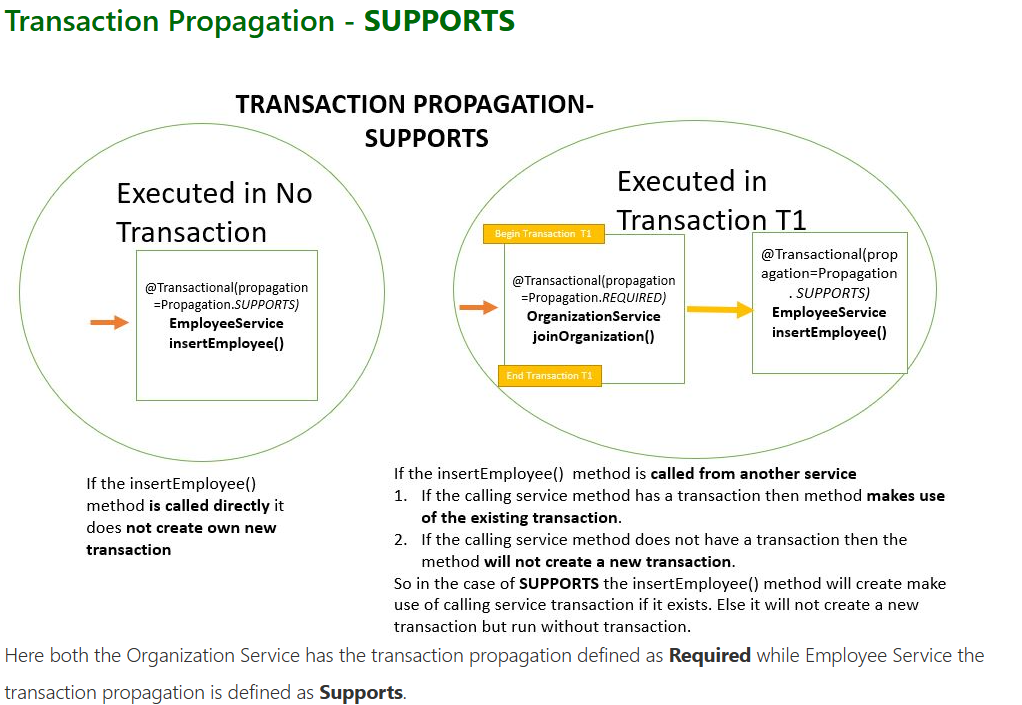 Transaction Propagation - SUPPORTS
TRANSACTION PROPAGATION-
SUPPORTS
Executed in No
Transaction
@Transactional(propagation
=Propagation.SUPPORTS)
EmployeeService
insertEmployee()
If the insertEmployee()
method is called directly it
does not create own new
transaction
Executed in
Transaction T1
Begin Transaction T1
@Transactional(propagation
=Propagation.REQUIRED)
OrganizationService
joinOrganization()
End Transaction T1
@Transactional(prop
agation=Propagation
. SUPPORTS)
EmployeeService
insertEmployee()
If the insertEmployee() method is called from another service
1. If the calling service method has a transaction then method makes use
of the existing transaction.
2. If the calling service method does not have a transaction then the
method will not create a new transaction.
So in the case of SUPPORTS the insertEmployee() method will create make
use of calling service transaction if it exists. Else it will not create a new
transaction but run without transaction.
Here both the Organization Service has the transaction propagation defined as Required while Employee Service the
transaction propagation is defined as Supports.